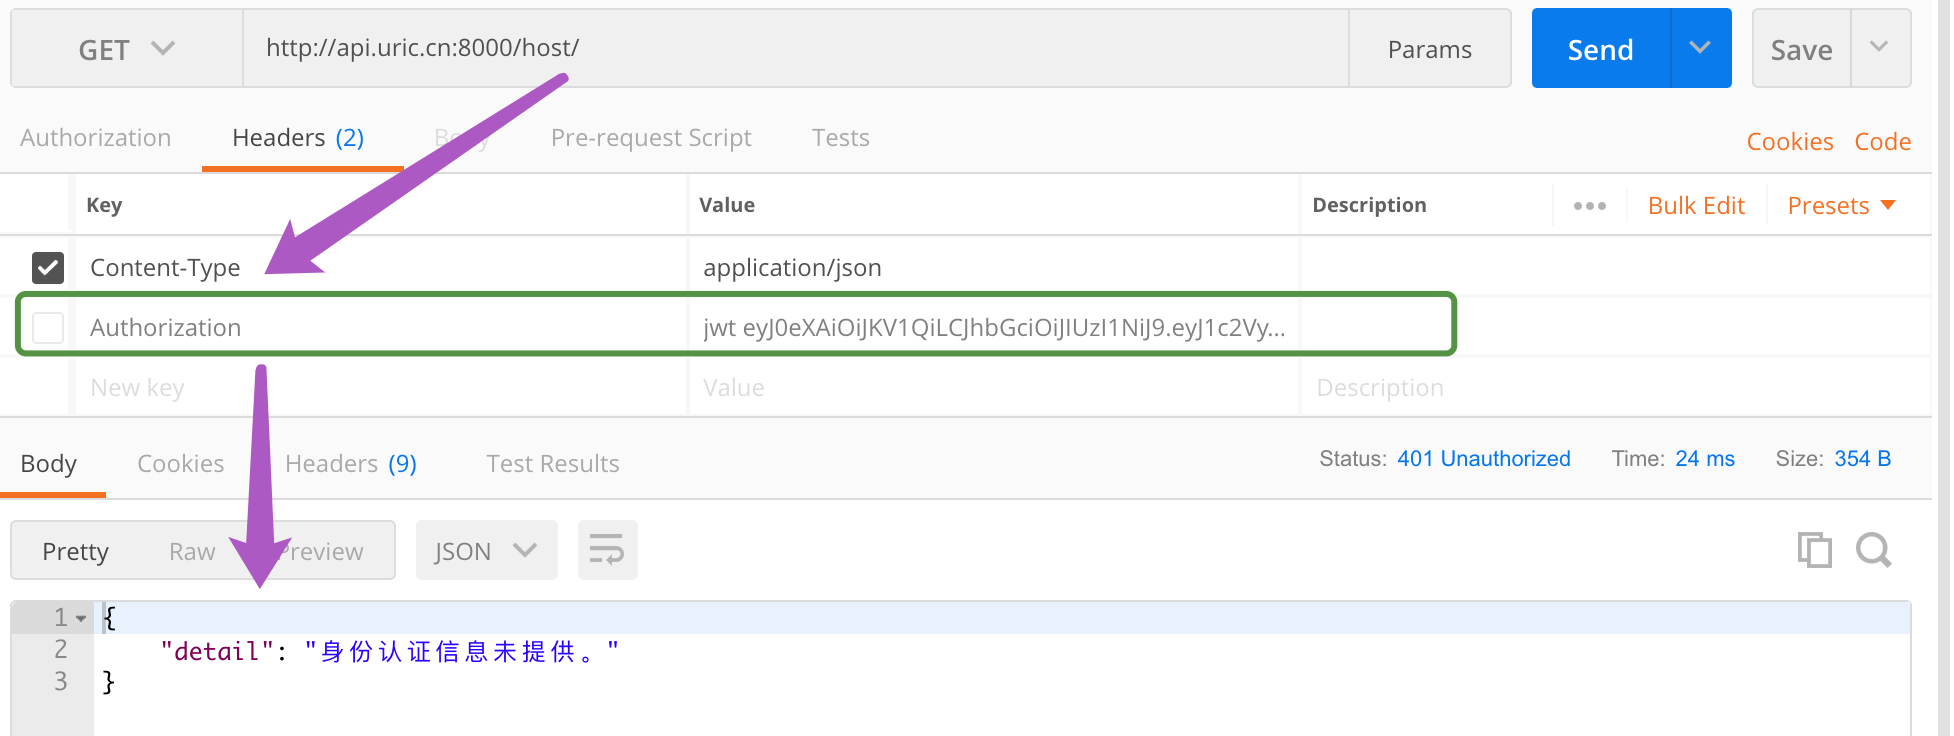 GET http://api.uric.cn:8000/host/ Params Send Save
Authorization Headers (2) Body Pre-request Script Tests Cookies Code
Key Value Description ••• Bulk Edit Presets
Content-Type application/json
Authorization jwt eyJ0eXAiOiJKV1QiLCJhbGciOiJIUzI1NiJ9.eyJ1c2Vy...
New key Value Description
Body Cookies Headers (9) Test Results Status: 401 Unauthorized Time: 24 ms Size: 354 B
Pretty Raw Preview JSON
1 {
2 "detail": "身份认证信息未提供。"
3 }